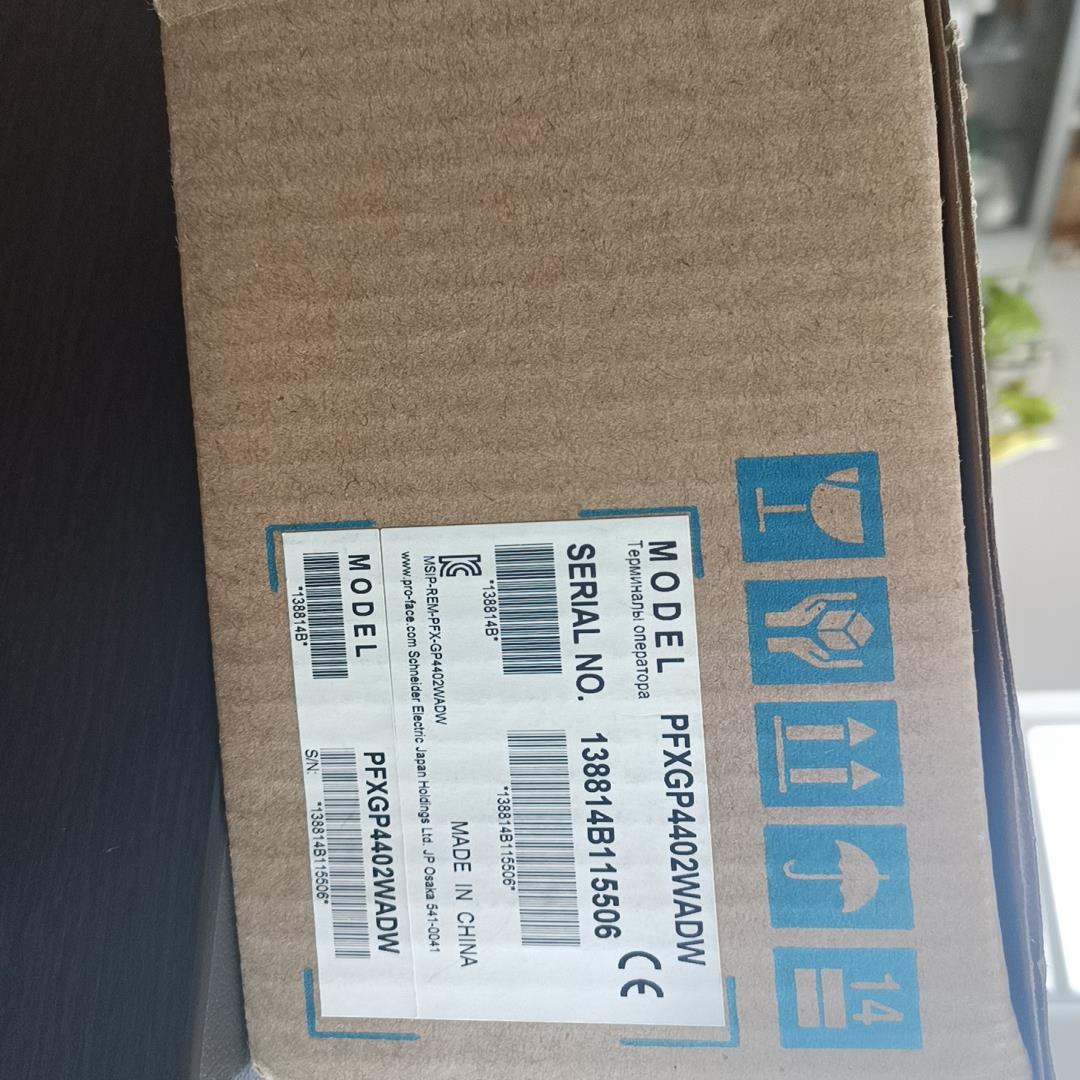 14
MODEL PFXGP4402WADW
Терминалы оператора
SERIAL NO. 13814B115506
*138814B* *138814B115506*
MSIP-REM-PFX-GP4402WADW MADE IN CHINA
www.pro-face.com Schneider Electric Japan Holdings Ltd. JP Osaka 541-0041
MODEL PFXGP4402WADW
*138814B* S/N: *138814B115506*